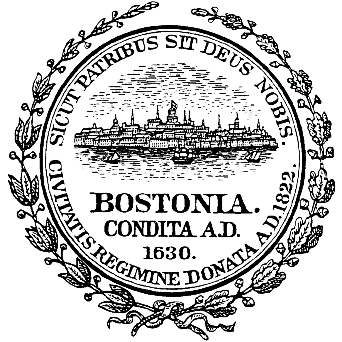 SICUT PATRIBUS SIT DEUS NOBIS.
BOSTONIA.
CONDITA A.D.
1630.
CIVITATIS REGIMINE DONATA A.D. 1822.